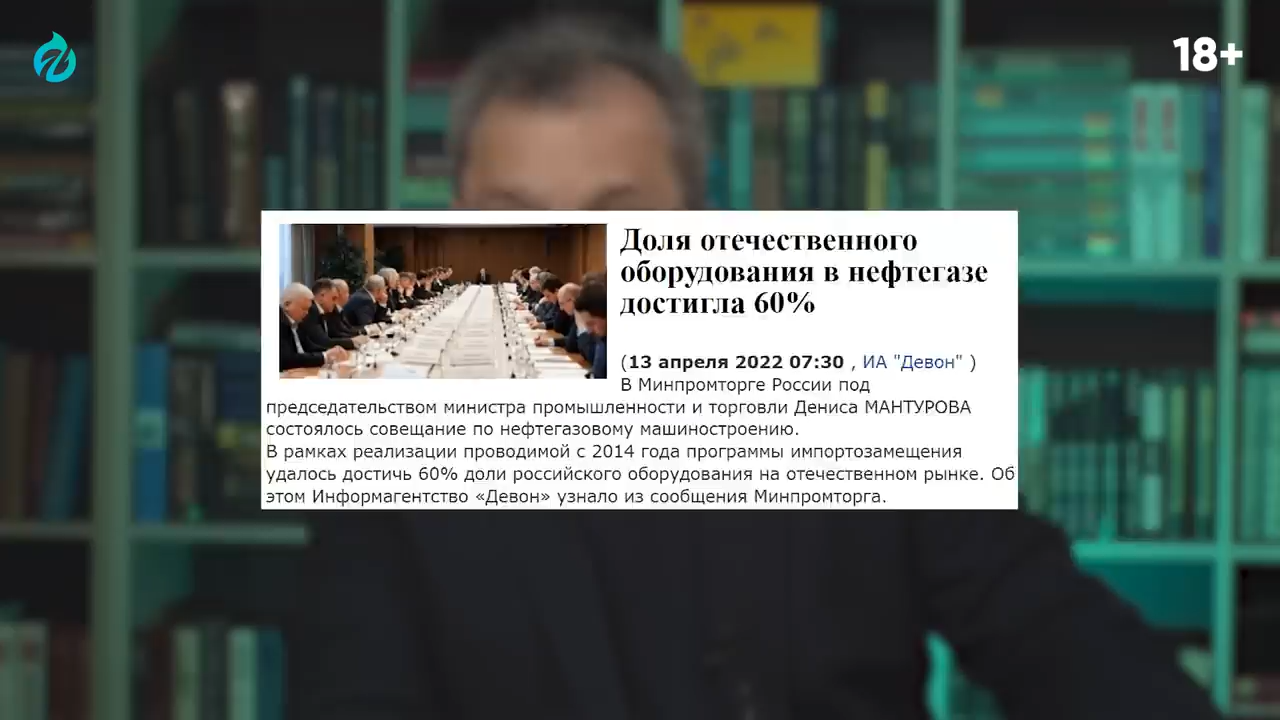 18+
Доля отечественного
оборудования в нефтегазе
достигла 60%
(13 апреля 2022 07:30 , ИА "Девон" )
В Минпромторге России под
председательством министра промышленности и торговли Дениса МАНТУРОВА
состоялось совещание по нефтегазовому машиностроению.
В рамках реализации проводимой с 2014 года программы импортозамещения
удалось достичь 60% доли российского оборудования на отечественном рынке. Об
этом Информагентство «Девон» узнало из сообщения Минпромторга.